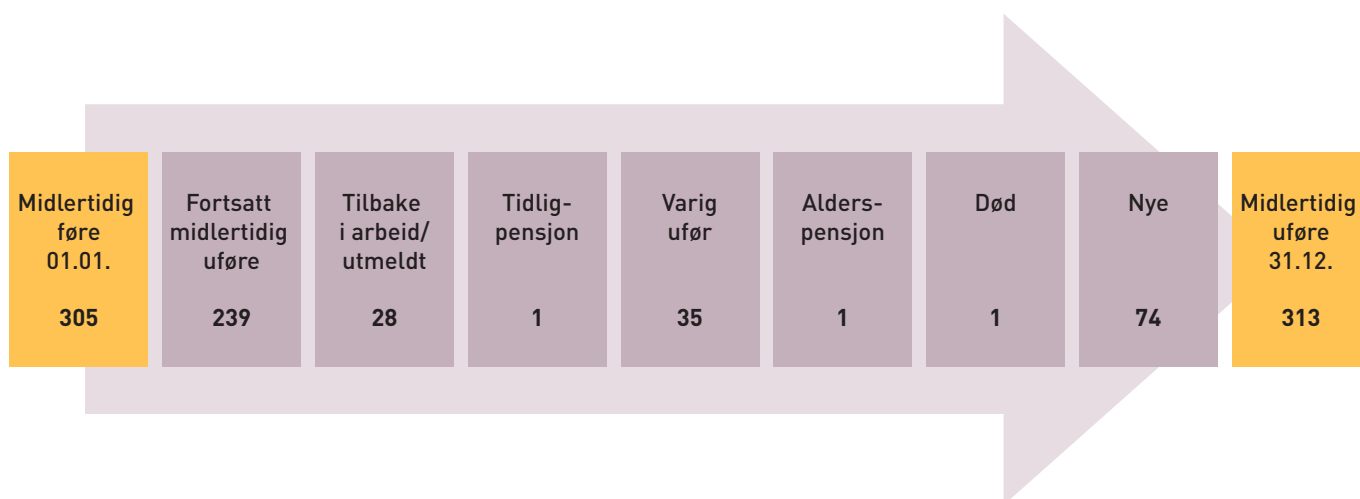 Midlertidig
føre
01.01.
305
Fortsatt
midlertidig
uføre
239
Tilbake
i arbeid/
utmeldt
28
Tidlig-
pensjon
1
Varig
ufør
35
Alders-
pensjon
1
Død
1
Nye
74
Midlertidig
uføre
31.12.
313